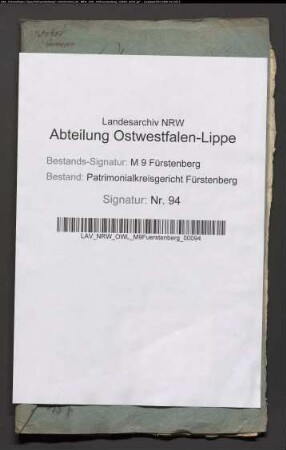 Landesarchiv NRW
Abteilung Ostwestfalen-Lippe
Bestands-Signatur: M 9 Fürstenberg
Bestand: Patrimonialkreisgericht Fürstenberg
Signatur: Nr. 94
LAV_NRW_OWL_M9Fuerstenberg_00094